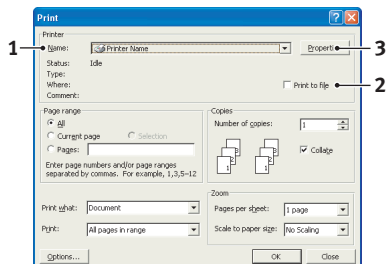 Print
Printer
1 Name: Printer Name Properti 3
Status: Idle
Type:
Where: Print to file 2
Comment:
Page range
All
Current page Selection
Pages:
Enter page numbers and/or page ranges
separated by commas. For example, 1,3,5–12
Copies
Number of copies: 1
Collate
Print what: Document
Print: All pages in range
Zoom
Pages per sheet: 1 page
Scale to paper size: No Scaling
Options... OK Close